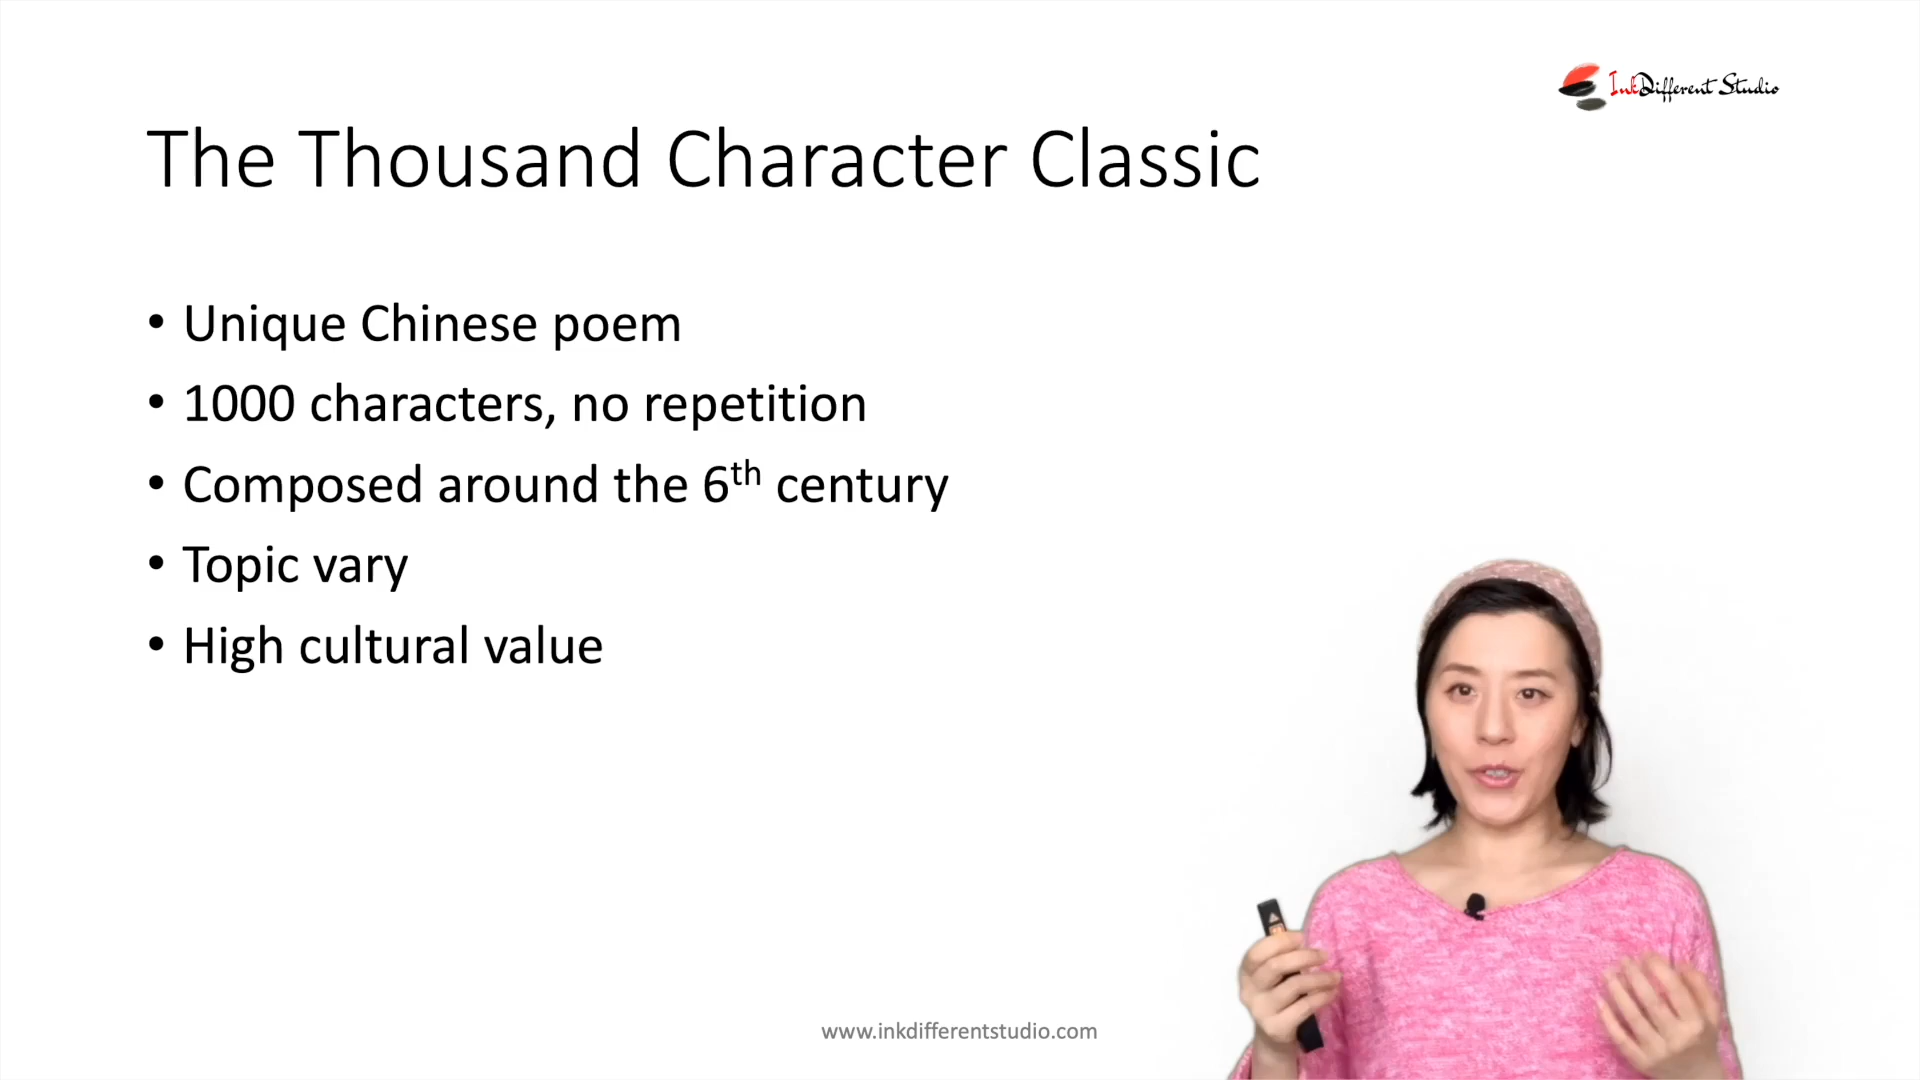 InkDifferent Studio
The Thousand Character Classic
• Unique Chinese poem
• 1000 characters, no repetition
• Composed around the 6th century
• Topic vary
• High cultural value
www.inkdifferentstudio.com